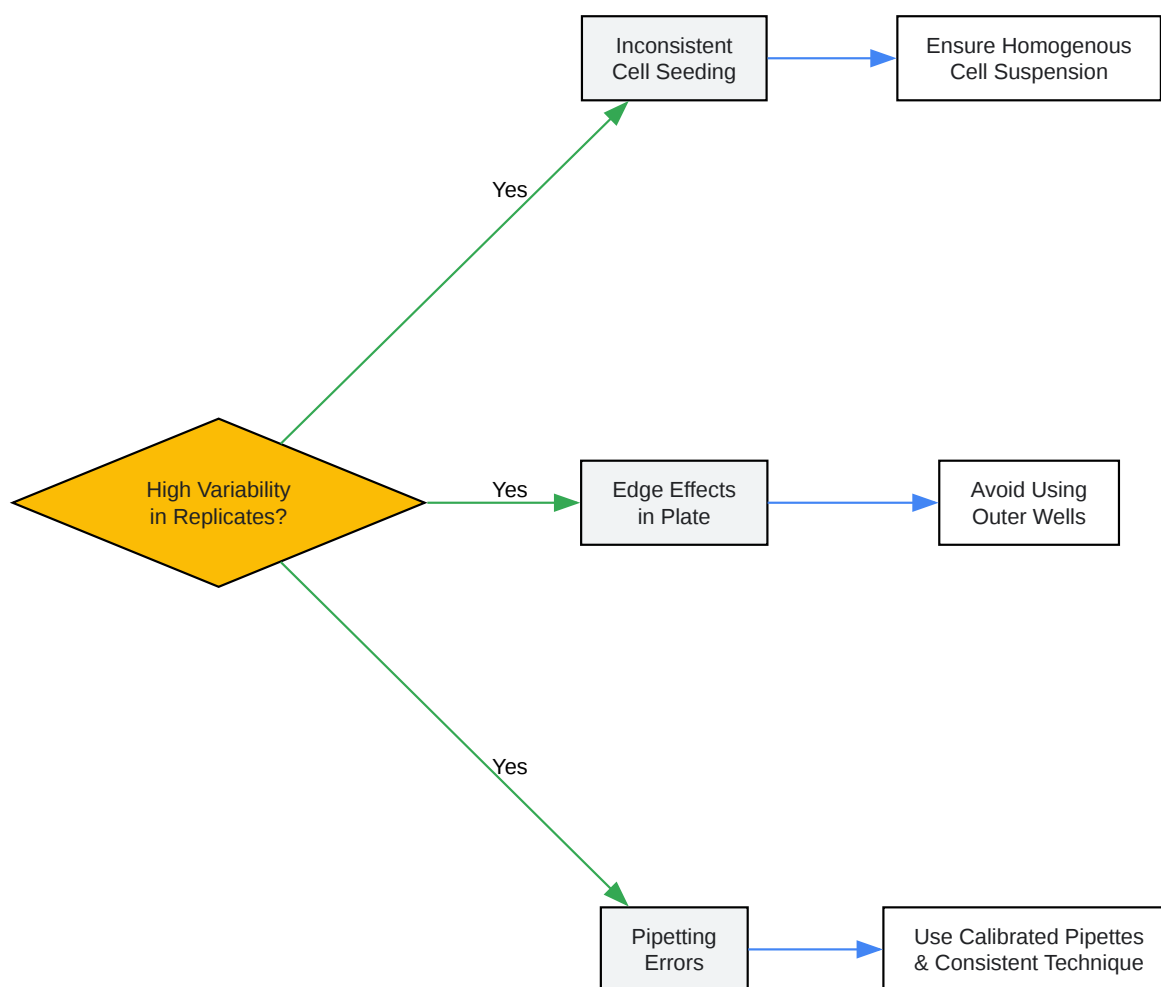 Inconsistent
Cell Seeding
Ensure Homogenous
Cell Suspension
Yes
High Variability
in Replicates?
Yes
Edge Effects
in Plate
Avoid Using
Outer Wells
Yes
Pipetting
Errors
Use Calibrated Pipettes
& Consistent Technique